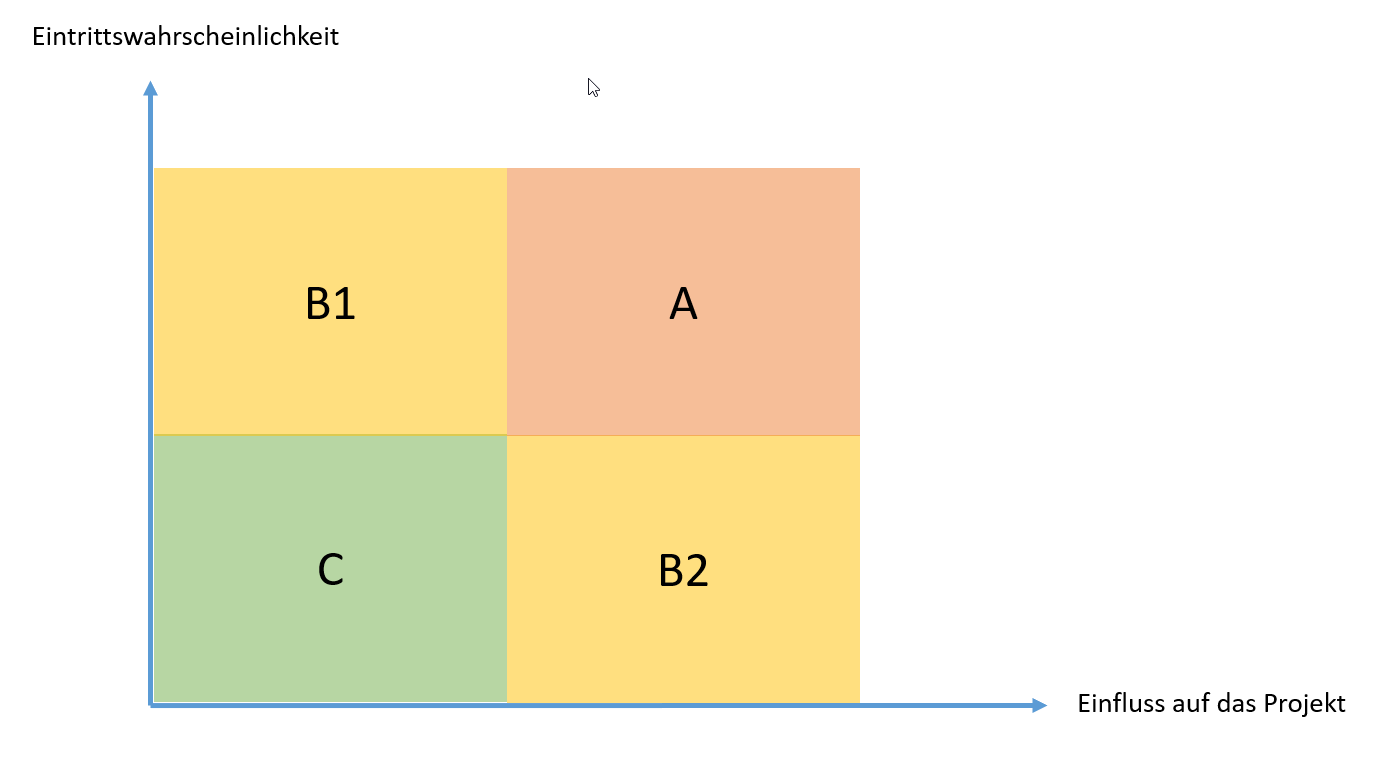 Eintrittswahrscheinlichkeit
B1
A
C
B2
Einfluss auf das Projekt